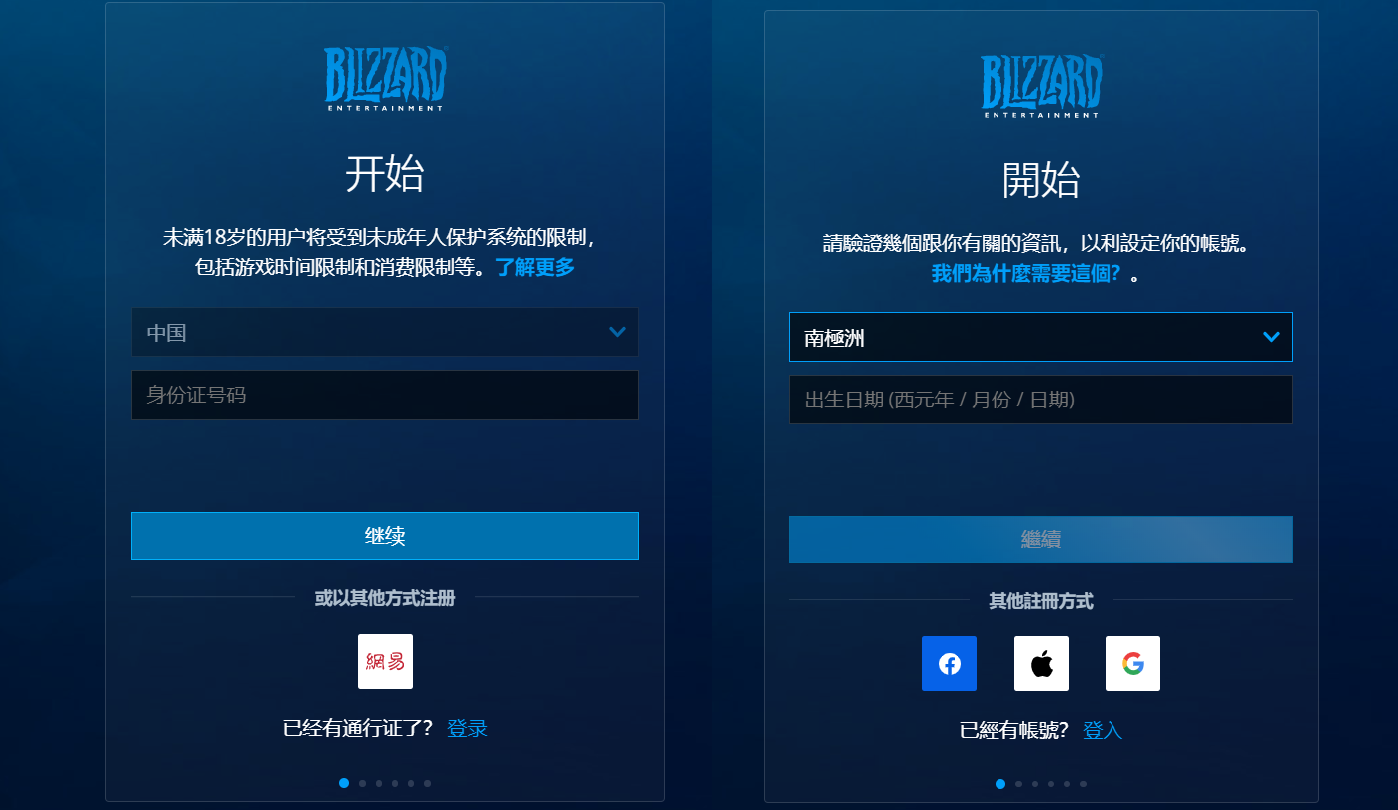 BLIZZARD
ENTERTAINMENT
开始
未满18岁的用户将受到未成年人保护系统的限制，
包括游戏时间限制和消费限制等。了解更多
中国
身份证号码
继续
或以其他方式注册
網易
已经有通行证了？ 登录
BLIZZARD
ENTERTAINMENT
開始
請驗證幾個跟你有關的資訊，以利設定你的帳號。
我們為什麼需要這個？。
南極洲
出生日期 (西元年 / 月份 / 日期)
繼續
其他註冊方式
已經有帳號？ 登入